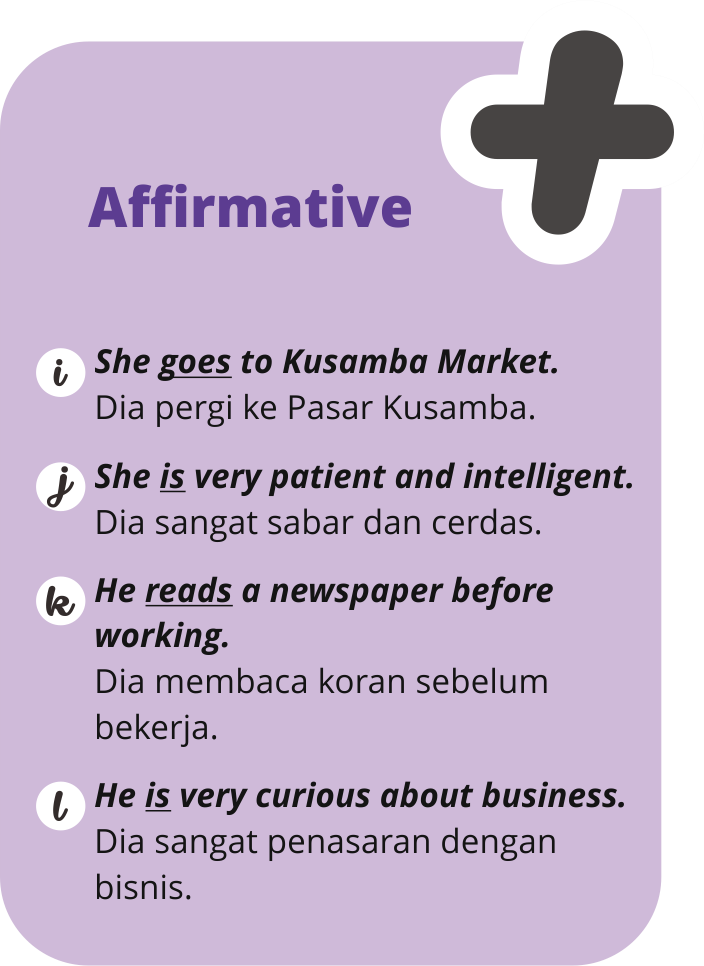 Affirmative
i
She goes to Kusamba Market.
Dia pergi ke Pasar Kusamba.
j
She is very patient and intelligent.
Dia sangat sabar dan cerdas.
k
He reads a newspaper before
working.
Dia membaca koran sebelum
bekerja.
l
He is very curious about business.
Dia sangat penasaran dengan
bisnis.